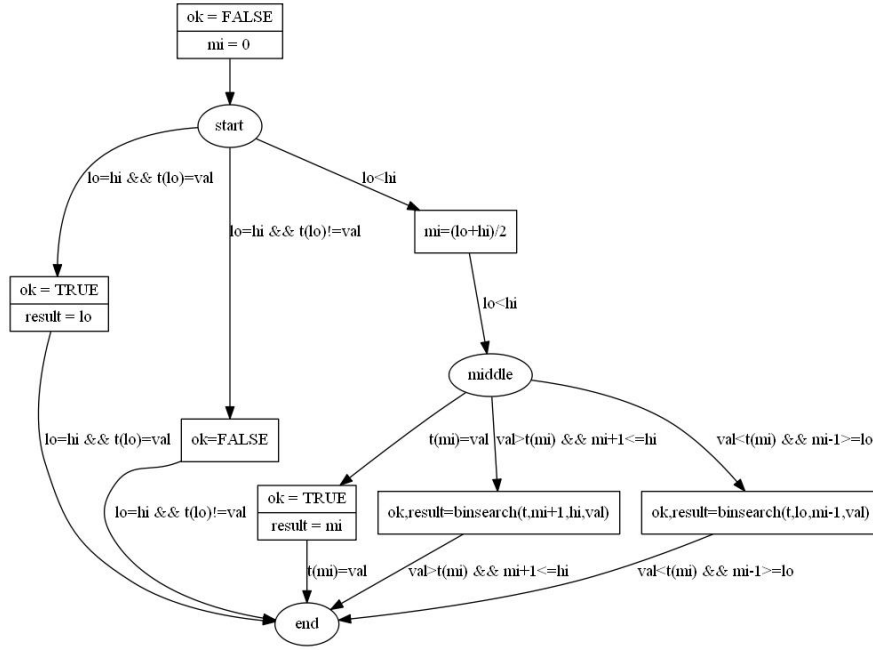 ok = FALSE
mi = 0
start
lo=hi && t(lo)=val
lo<hi
lo=hi && t(lo)!=val
mi=(lo+hi)/2
ok = TRUE
result = lo
lo<hi
middle
lo=hi && t(lo)=val
ok=FALSE
t(mi)=val
val>t(mi) && mi+1<=hi
val<t(mi) && mi-1>=lo
lo=hi && t(lo)!=val
ok = TRUE
result = mi
ok,result=binsearch(t,mi+1,hi,val)
ok,result=binsearch(t,lo,mi-1,val)
t(mi)=val
val>t(mi) && mi+1<=hi
val<t(mi) && mi-1>=lo
end